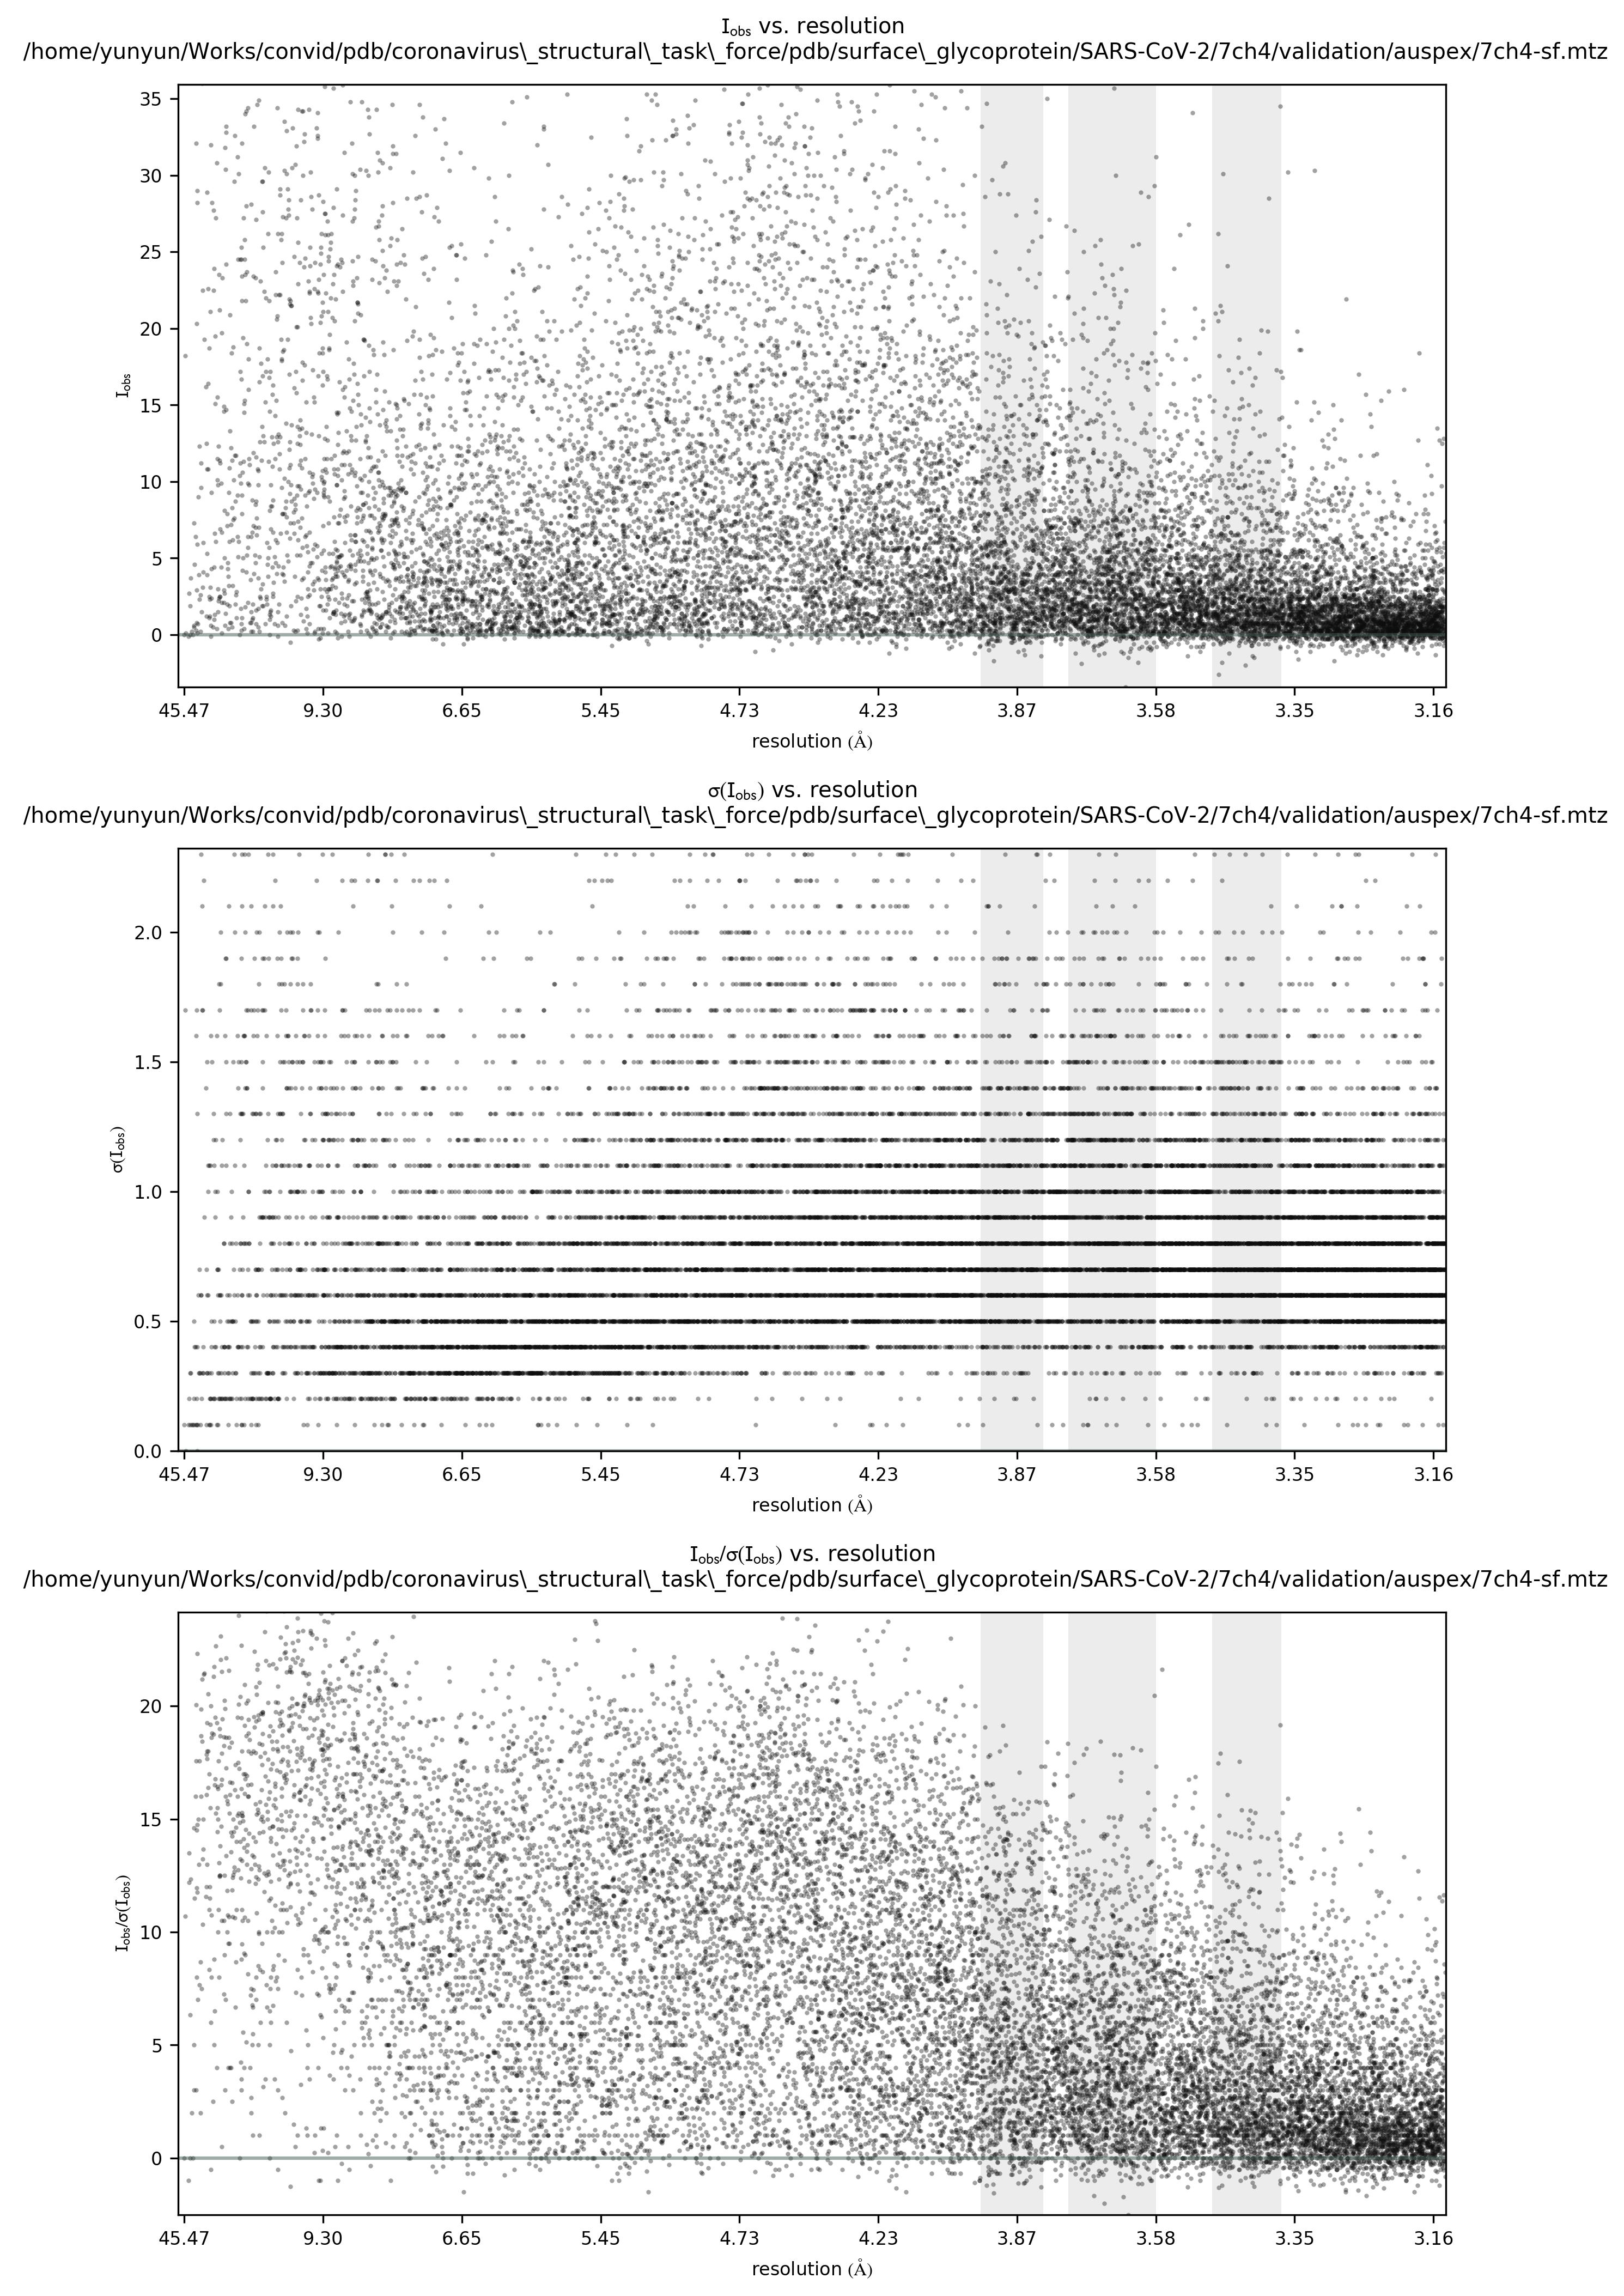 I_obs vs. resolution
/home/yunyun/Works/convid/pdb/coronavirus\_structural\_task\_force/pdb/surface\_glycoprotein/SARS-CoV-2/7ch4/validation/auspex/7ch4-sf.mtz
35
30
25
20
15
10
5
0
I_obs
45.47 9.30 6.65 5.45 4.73 4.23 3.87 3.58 3.35 3.16
resolution (Å)
σ(I_obs) vs. resolution
/home/yunyun/Works/convid/pdb/coronavirus\_structural\_task\_force/pdb/surface\_glycoprotein/SARS-CoV-2/7ch4/validation/auspex/7ch4-sf.mtz
2.0
1.5
1.0
0.5
0.0
σ(I_obs)
45.47 9.30 6.65 5.45 4.73 4.23 3.87 3.58 3.35 3.16
resolution (Å)
I_obs/σ(I_obs) vs. resolution
/home/yunyun/Works/convid/pdb/coronavirus\_structural\_task\_force/pdb/surface\_glycoprotein/SARS-CoV-2/7ch4/validation/auspex/7ch4-sf.mtz
20
15
10
5
0
I_obs/σ(I_obs)
45.47 9.30 6.65 5.45 4.73 4.23 3.87 3.58 3.35 3.16
resolution (Å)